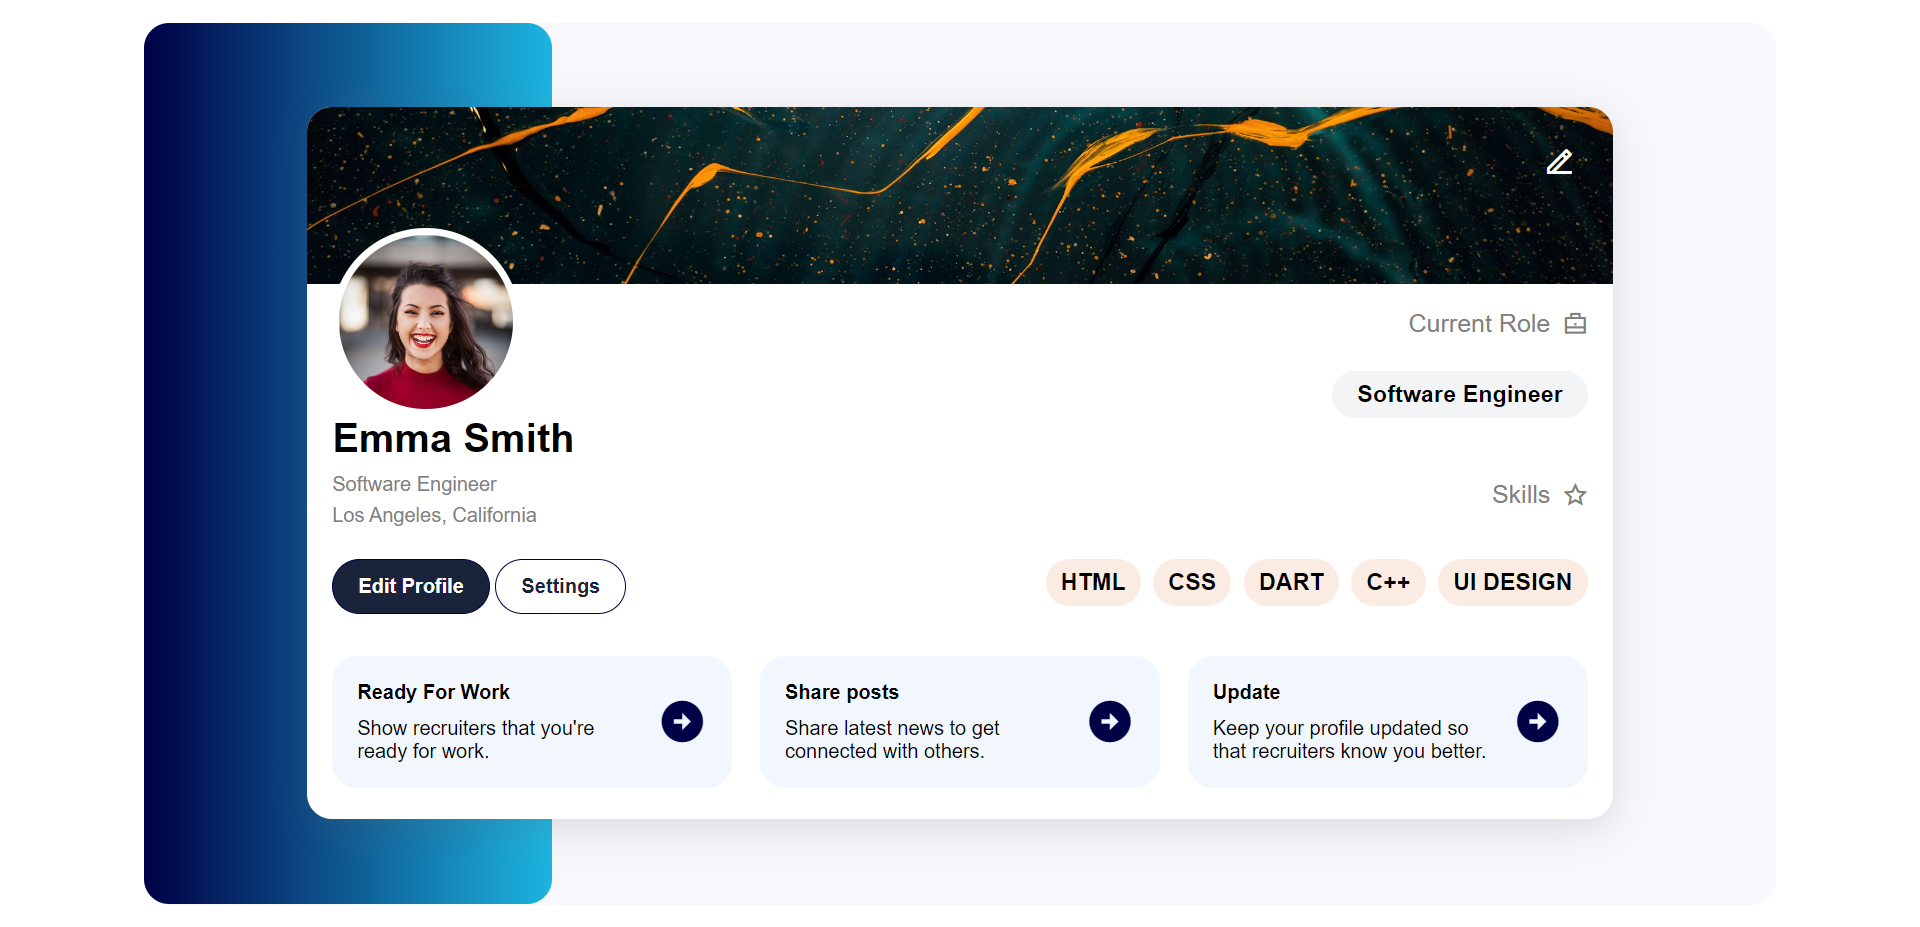 Current Role
Software Engineer
Emma Smith
Software Engineer
Los Angeles, California
Skills
Edit Profile
Settings
HTML
CSS
DART
C++
UI DESIGN
Ready For Work
Show recruiters that you're
ready for work.
Share posts
Share latest news to get
connected with others.
Update
Keep your profile updated so
that recruiters know you better.